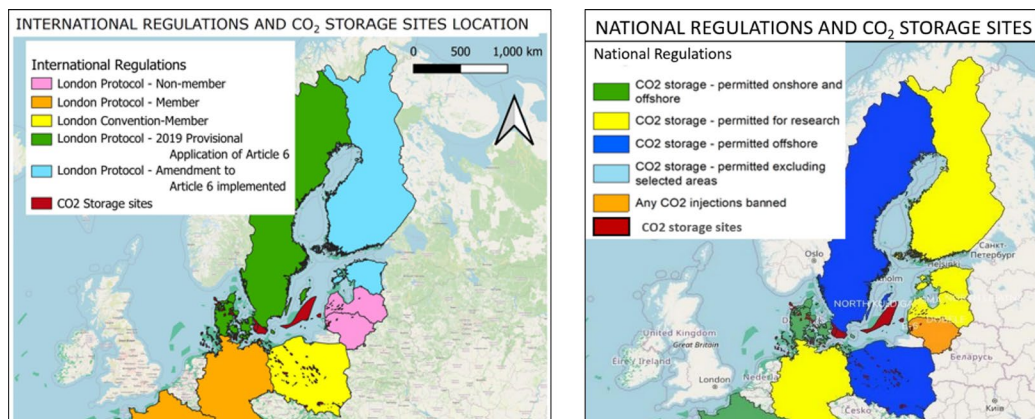 INTERNATIONAL REGULATIONS AND CO₂ STORAGE SITES LOCATION
0 500 1,000 km
International Regulations
London Protocol - Non-member
London Protocol - Member
London Convention-Member
London Protocol - 2019 Provisional
Application of Article 6
London Protocol - Amendment to
Article 6 implemented
CO2 Storage sites
NATIONAL REGULATIONS AND CO₂ STORAGE SITES
National Regulations
CO2 storage - permitted onshore and
offshore
CO2 storage - permitted for research
CO2 storage - permitted offshore
CO2 storage - permitted excluding
selected areas
Any CO2 injections banned
CO2 storage sites
Oslo
Санкт-
Петербург
Helsinki
United Kingdom
Great Britain
Éire / Ireland
London
Беларусь
Česko
Київ